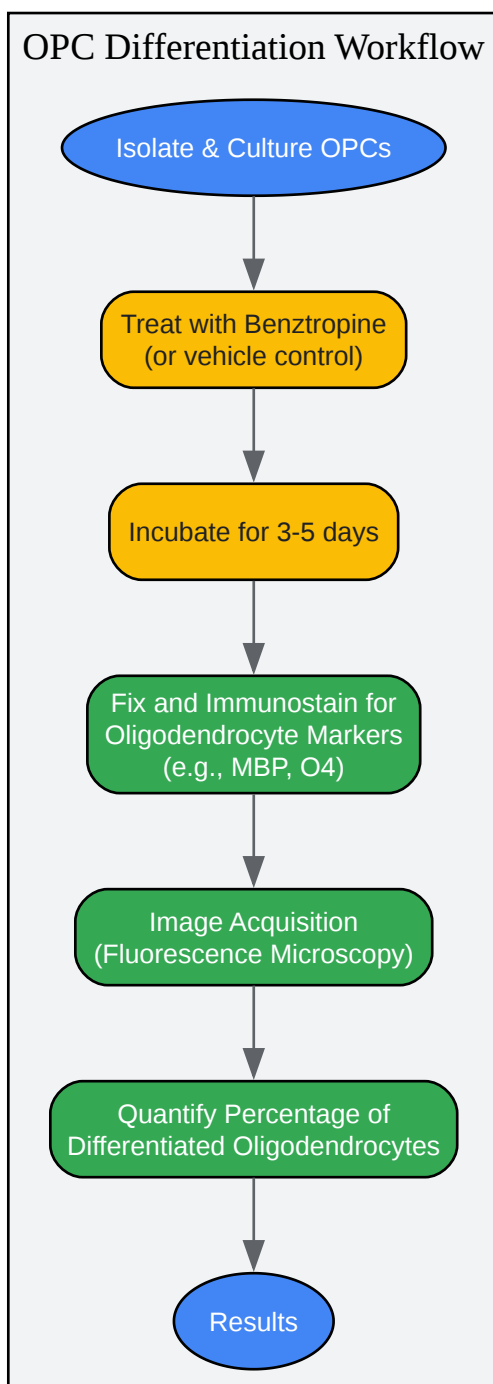 OPC Differentiation Workflow
Isolate & Culture OPCs
Treat with Benztropine
(or vehicle control)
Incubate for 3-5 days
Fix and Immunostain for
Oligodendrocyte Markers
(e.g., MBP, O4)
Image Acquisition
(Fluorescence Microscopy)
Quantify Percentage of
Differentiated Oligodendrocytes
Results